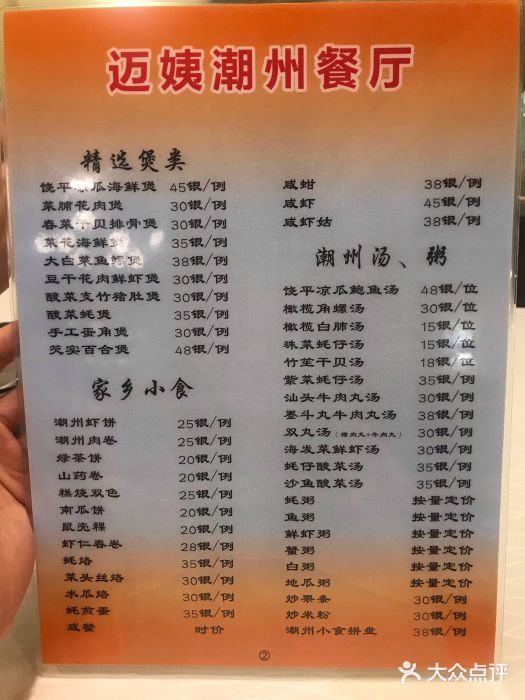 迈姨潮州餐厅
精选煲类
饶平凉瓜海鲜煲 45银/例
菜脯花肉煲 30银/例
春菜干贝排骨煲 30银/例
菜花海鲜煲 35银/例
大白菜鱼鳔煲 38银/例
豆干花肉鲜虾煲 30银/例
酸菜支竹猪肚煲 30银/例
酸菜蚝煲 35银/例
手工蛋角煲 30银/例
芡实百合煲 48银/例
家乡小食
潮州虾饼 25银/例
潮州肉卷 25银/例
绿茶饼 20银/例
山药卷 20银/例
糕烧双色 25银/例
南瓜饼 20银/例
鼠壳粿 20银/例
虾仁春卷 28银/例
蚝烙 35银/例
菜头丝烙 30银/例
水瓜烙 30银/例
蚝煎蛋 35银/例
咸蟹 时价
咸蚶 38银/例
咸虾 45银/例
咸虾姑 38银/例
潮州汤、粥
饶平凉瓜鲍鱼汤 48银/位
橄榄角螺汤 30银/位
橄榄白肺汤 15银/位
珠菜蚝仔汤 15银/位
竹笙干贝汤 18银/位
紫菜蚝仔汤 35银/例
汕头牛肉丸汤 30银/例
墨斗丸牛肉丸汤 38银/例
双丸汤（猪肉丸+牛肉丸） 30银/例
海发菜鲜虾汤 30银/例
蚝仔酸菜汤 35银/例
沙鱼酸菜汤 35银/例
蚝粥 按量定价
鱼粥 按量定价
鲜虾粥 按量定价
蟹粥 按量定价
白粥 按量定价
地瓜粥 按量定价
炒果条 30银/例
炒米粉 30银/例
潮州小食拼盘 38银/例
②
大众点评